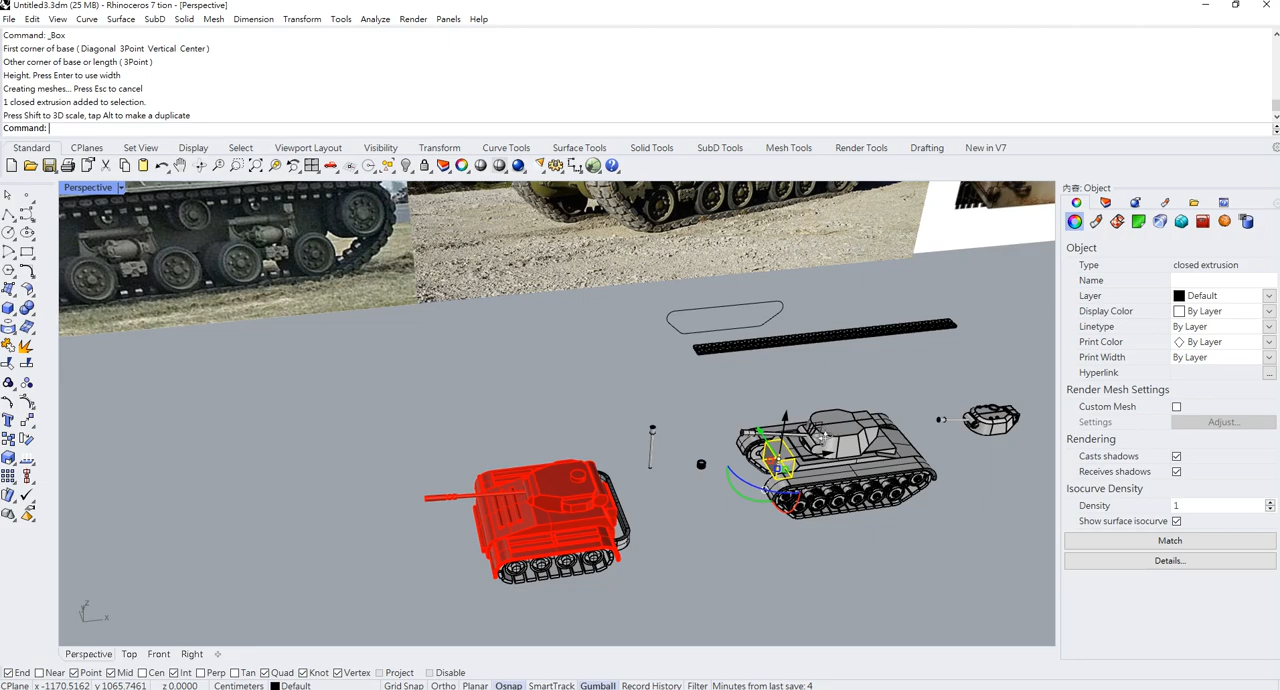 Untitled3.3dm (25 MB) - Rhinoceros 7 tion - [Perspective]
File Edit View Curve Surface SubD Solid Mesh Dimension Transform Tools Analyze Render Panels Help
Command: _Box
First corner of base ( Diagonal 3Point Vertical Center )
Other corner of base or length ( 3Point )
Height. Press Enter to use width
Creating meshes... Press Esc to cancel
1 closed extrusion added to selection.
Press Shift to 3D scale, tap Alt to make a duplicate
Command:
Standard CPlanes Set View Display Select Viewport Layout Visibility Transform Curve Tools Surface Tools Solid Tools SubD Tools Mesh Tools Render Tools Drafting New in V7
Perspective
內容: Object
Object
Type closed extrusion
Name
Layer Default
Display Color By Layer
Linetype By Layer
Print Color By Layer
Print Width By Layer
Hyperlink ...
Render Mesh Settings
Custom Mesh
Settings Adjust...
Rendering
Casts shadows
Receives shadows
Isocurve Density
Density 1
Show surface isocurve
Match
Details...
z
x
Perspective Top Front Right
End Near Point Mid Cen Int Perp Tan Quad Knot Vertex Project Disable
CPlane x -1170.5162 y 1065.7461 z 0.0000 Centimeters Default Grid Snap Ortho Planar Osnap SmartTrack Gumball Record History Filter Minutes from last save: 4